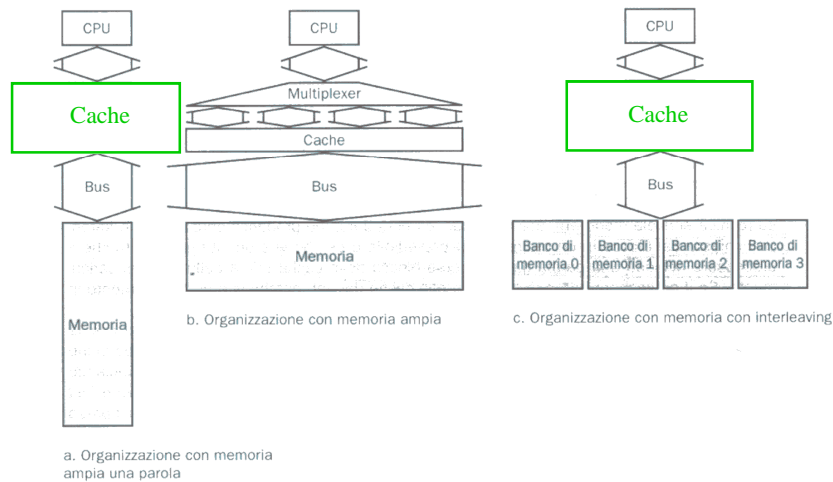 CPU
Cache
Bus
Memoria
a. Organizzazione con memoria
ampia una parola
CPU
Multiplexer
Cache
Bus
Memoria
b. Organizzazione con memoria ampia
CPU
Cache
Bus
Banco di
memoria 0
Banco di
memoria 1
Banco di
memoria 2
Banco di
memoria 3
c. Organizzazione con memoria con interleaving